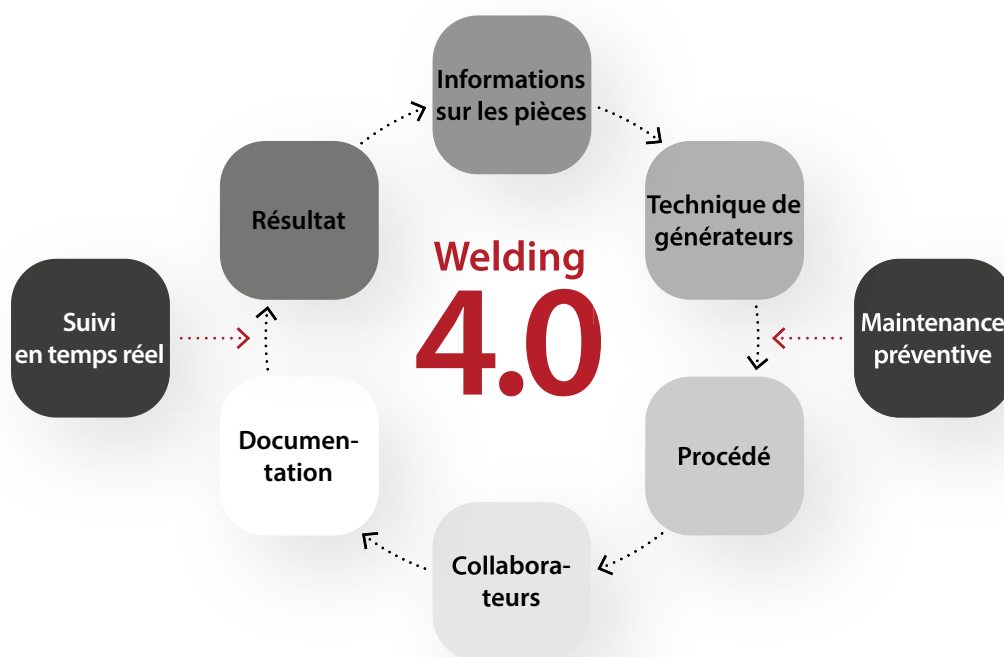 Informations
sur les pièces
Technique de
générateurs
Résultat
Welding
4.0
Suivi
en temps réel
Maintenance
préventive
Procédé
Documen-
tation
Collabora-
teurs